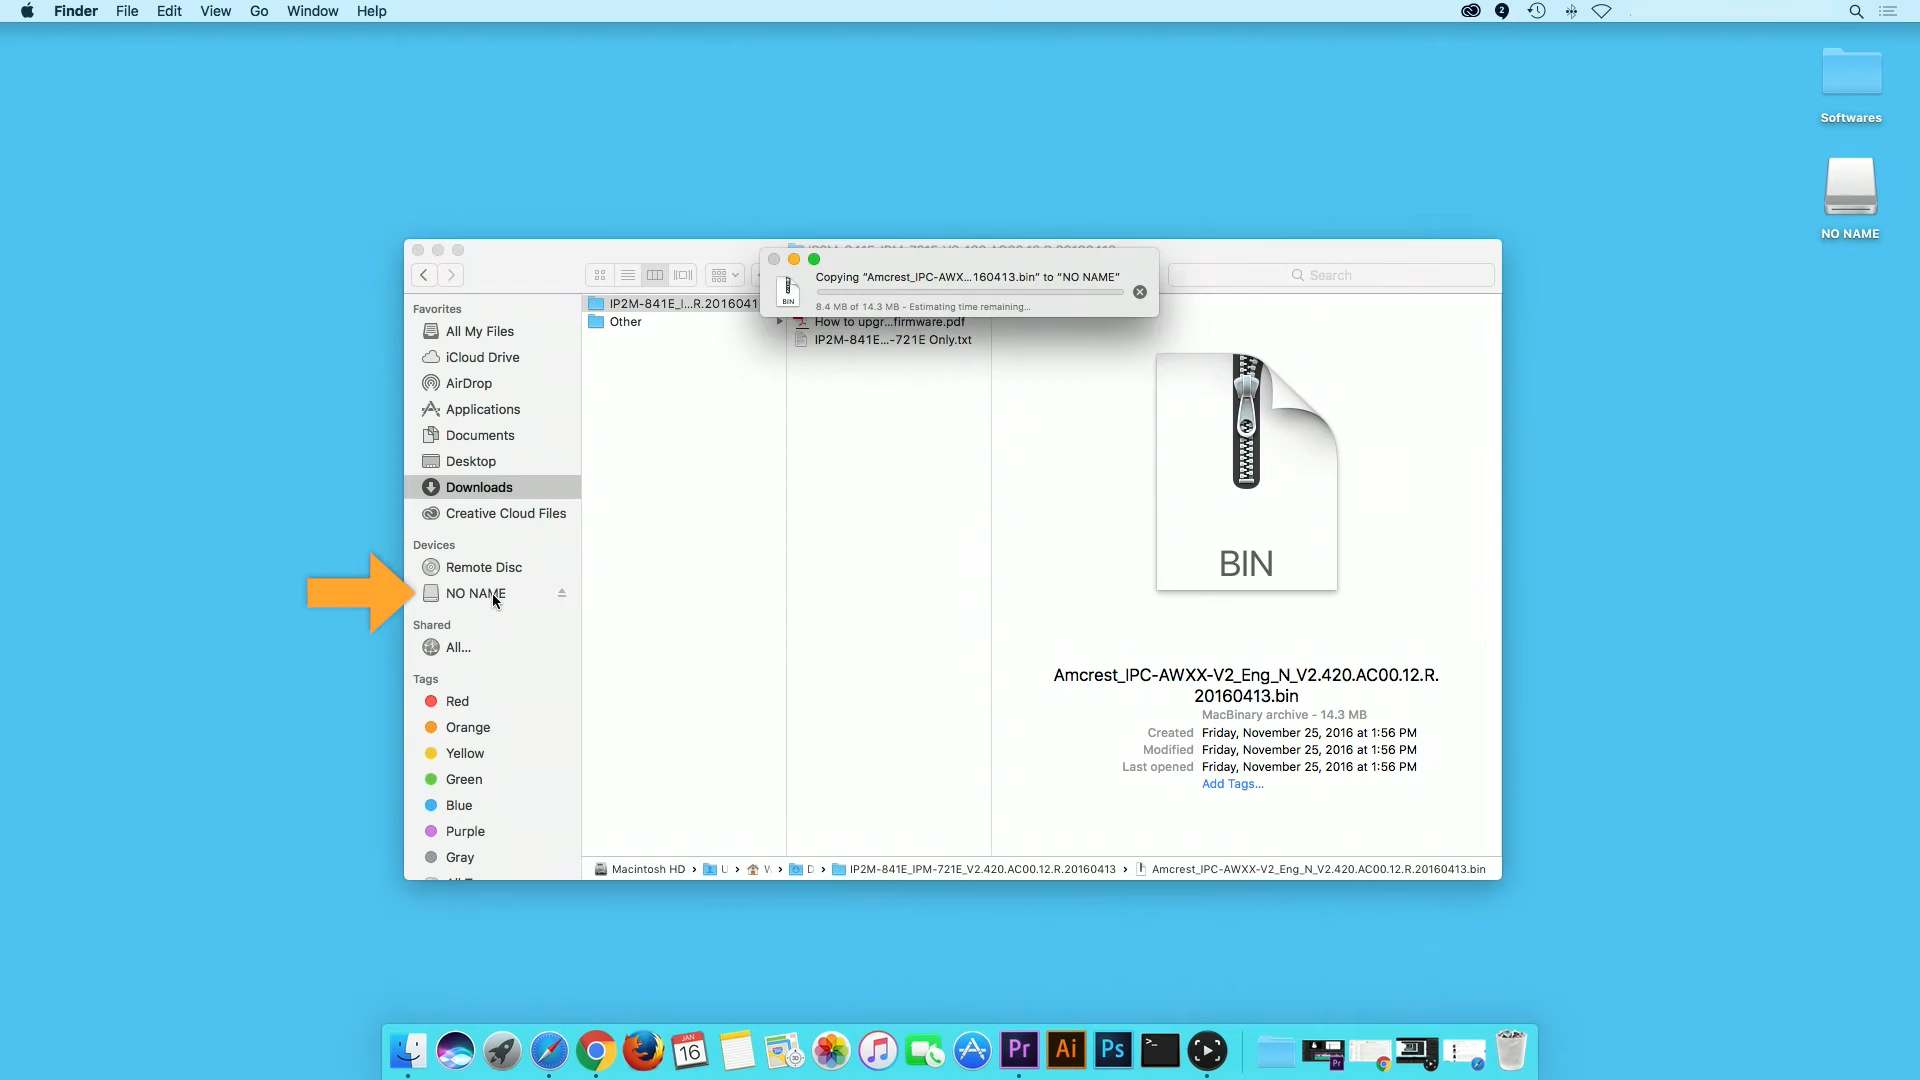 Finder File Edit View Go Window Help
2
Softwares
NO NAME
Copying “Amcrest_IPC-AWX...160413.bin” to “NO NAME”
BIN
8.4 MB of 14.3 MB - Estimating time remaining...
Search
Favorites
All My Files
iCloud Drive
AirDrop
Applications
Documents
Desktop
Downloads
Creative Cloud Files
Devices
Remote Disc
NO NAME
Shared
All...
Tags
Red
Orange
Yellow
Green
Blue
Purple
Gray
IP2M-841E_I...R.2016041
Other
How to upgr...firmware.pdf
IP2M-841E...-721E Only.txt
BIN
Amcrest_IPC-AWXX-V2_Eng_N_V2.420.AC00.12.R.
20160413.bin
MacBinary archive - 14.3 MB
Created Friday, November 25, 2016 at 1:56 PM
Modified Friday, November 25, 2016 at 1:56 PM
Last opened Friday, November 25, 2016 at 1:56 PM
Add Tags...
Macintosh HD › U › › D › IP2M-841E_IPM-721E_V2.420.AC00.12.R.20160413 › Amcrest_IPC-AWXX-V2_Eng_N_V2.420.AC00.12.R.20160413.bin
JAN
16
Pr Ai Ps
Pr